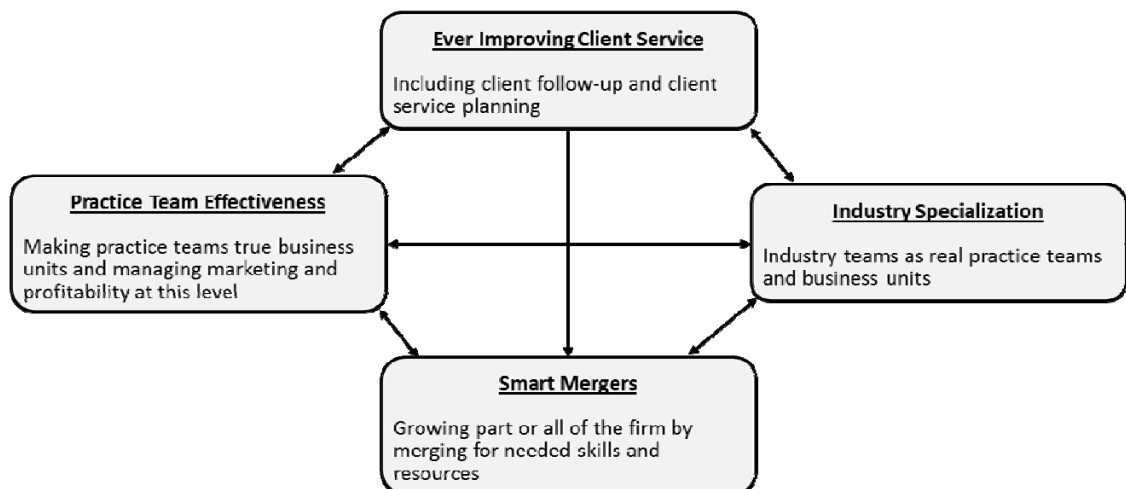 Ever Improving Client Service
Including client follow-up and client
service planning
Practice Team Effectiveness
Making practice teams true business
units and managing marketing and
profitability at this level
Industry Specialization
Industry teams as real practice teams
and business units
Smart Mergers
Growing part or all of the firm by
merging for needed skills and
resources